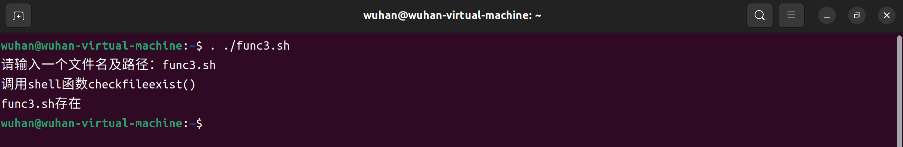 wuhan@wuhan-virtual-machine: ~
wuhan@wuhan-virtual-machine:~$ . ./func3.sh
请输入一个文件名及路径：func3.sh
调用shell函数checkfileexist()
func3.sh存在
wuhan@wuhan-virtual-machine:~$